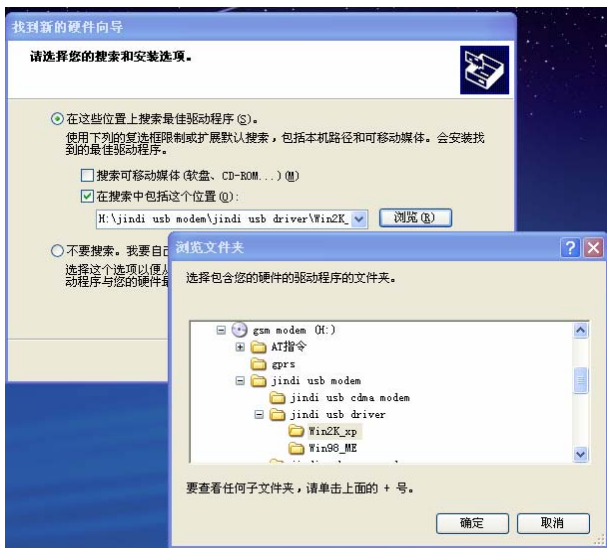 找到新的硬件向导
请选择您的搜索和安装选项。
在这些位置上搜索最佳驱动程序(S)。
使用下列的复选框限制或扩展默认搜索，包括本机路径和可移动媒体。会安装找
到的最佳驱动程序。
搜索可移动媒体(软盘、CD-ROM...)(M)
在搜索中包括这个位置(O):
H:\jindi usb modem\jindi usb driver\Win2K_
浏览(R)
不要搜索。我要自己
选择这个选项以便从
动程序与您的硬件最
浏览文件夹
选择包含您的硬件的驱动程序的文件夹。
gsm modem (H:)
AT指令
gprs
jindi usb modem
jindi usb cdma modem
jindi usb driver
Win2K_xp
Win98_ME
要查看任何子文件夹，请单击上面的 + 号。
确定
取消